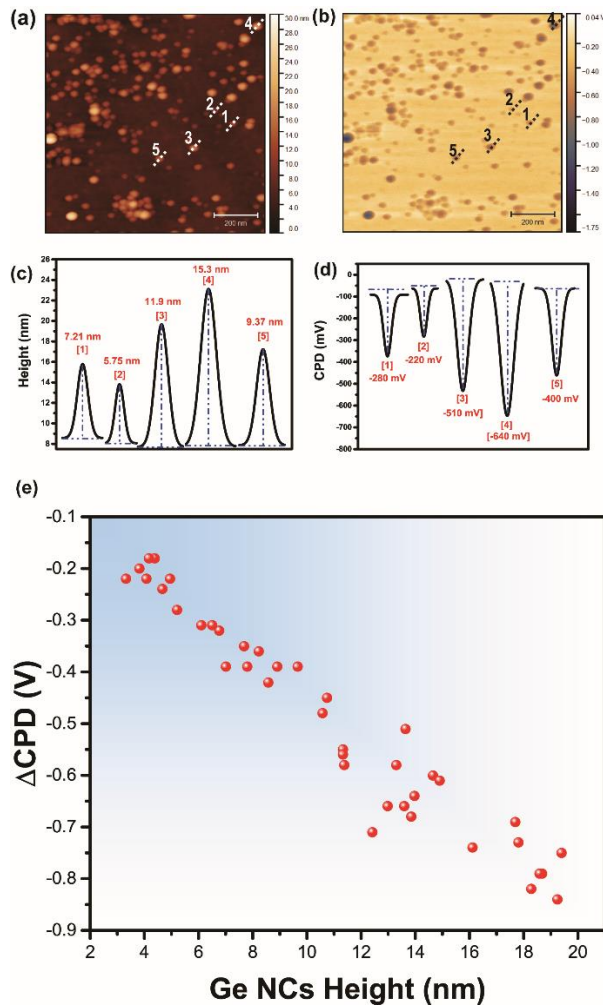 (a)
4
2
1
3
5
200 nm
30.0 nm
28.0
26.0
24.0
22.0
20.0
18.0
16.0
14.0
12.0
10.0
8.0
6.0
4.0
2.0
0.0
(b)
4
2
1
3
5
200 nm
0.04 V
-0.20
-0.40
-0.60
-0.80
-1.00
-1.20
-1.40
-1.75
(c)
Height (nm)
26
24
22
20
18
16
14
12
10
8
7.21 nm
[1]
5.75 nm
[2]
11.9 nm
[3]
15.3 nm
[4]
9.37 nm
[5]
(d)
CPD (mV)
0
-100
-200
-300
-400
-500
-600
-700
-800
[1]
-280 mV
[2]
-220 mV
[3]
-510 mV]
[4]
[-640 mV]
[5]
-400 mV
(e)
ΔCPD (V)
-0.1
-0.2
-0.3
-0.4
-0.5
-0.6
-0.7
-0.8
-0.9
2 4 6 8 10 12 14 16 18 20
Ge NCs Height (nm)